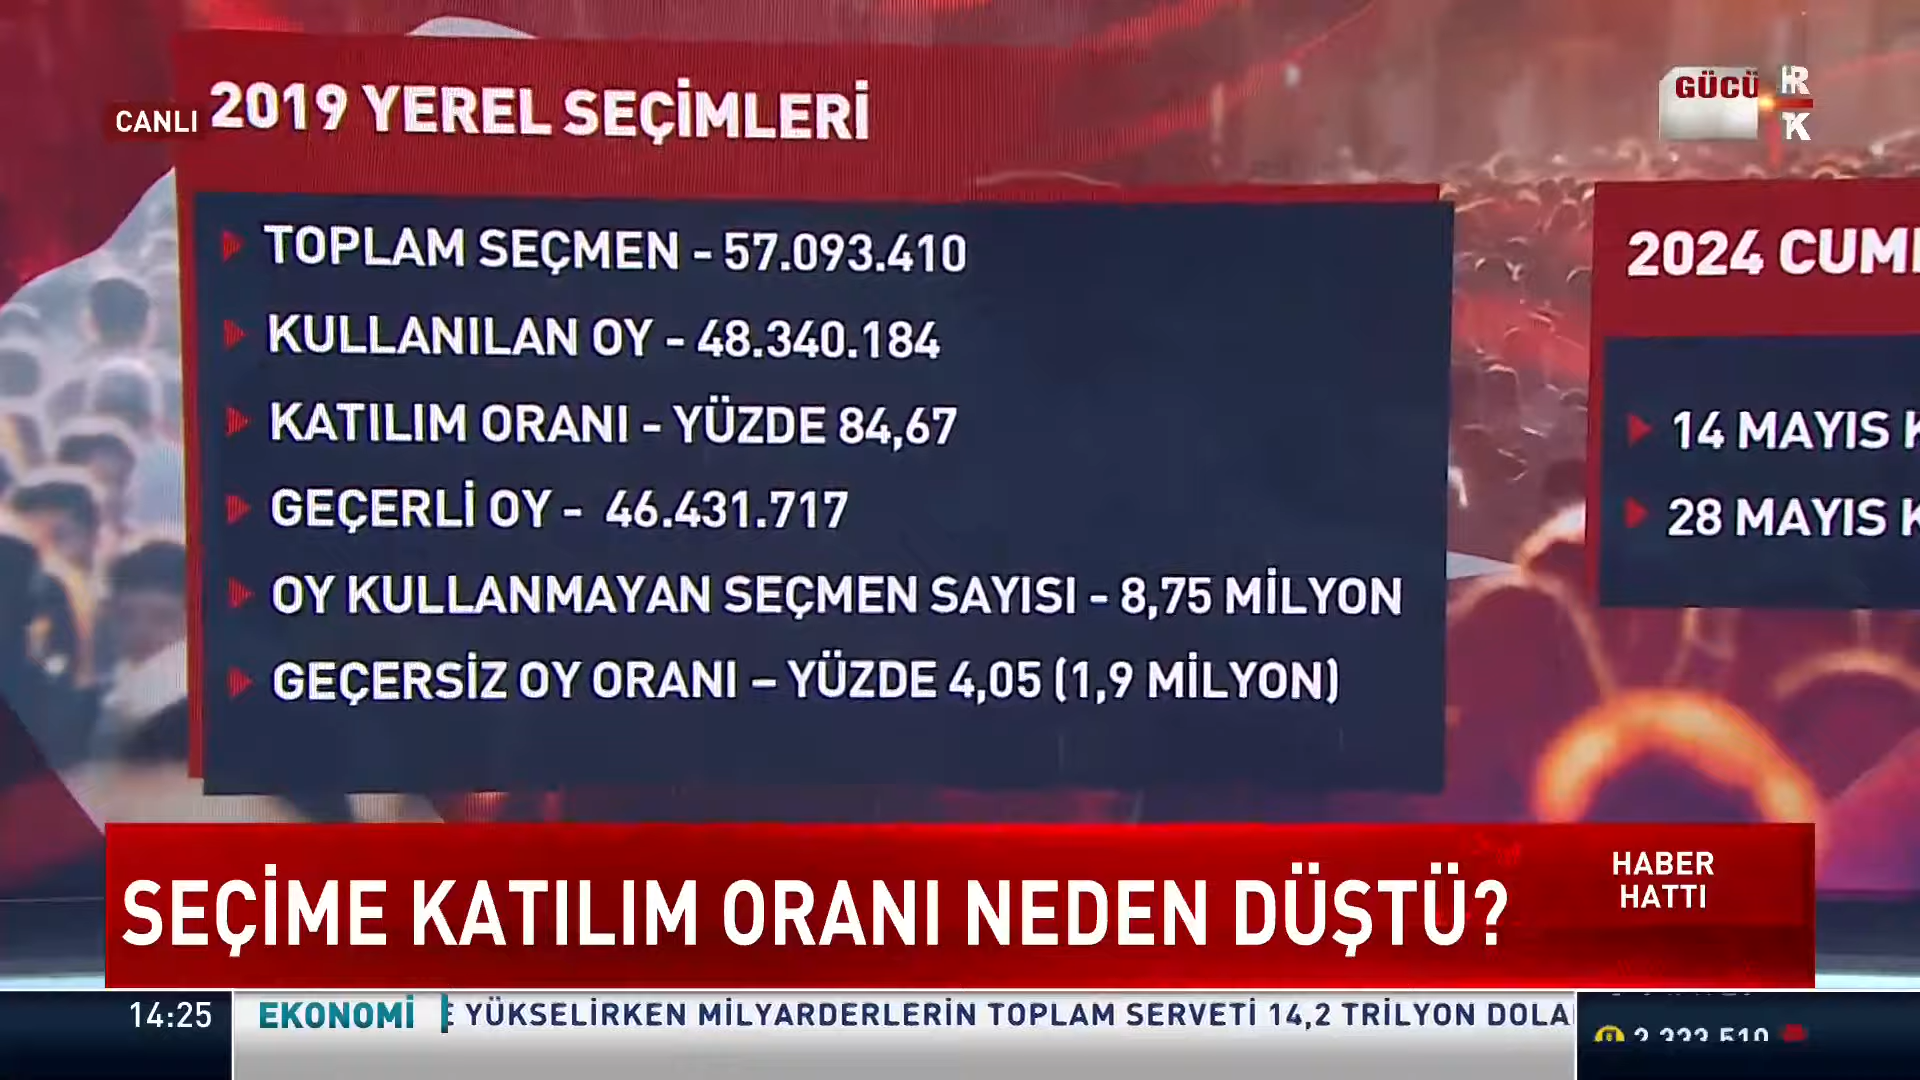 CANLI
2019 YEREL SEÇİMLERİ
TOPLAM SEÇMEN - 57.093.410
KULLANILAN OY - 48.340.184
KATILIM ORANI - YÜZDE 84,67
GEÇERLİ OY - 46.431.717
OY KULLANMAYAN SEÇMEN SAYISI - 8,75 MİLYON
GEÇERSİZ OY ORANI – YÜZDE 4,05 (1,9 MİLYON)
GÜCÜ
2024
14 MAYIS
28 MAYIS
SEÇİME KATILIM ORANI NEDEN DÜŞTÜ?
HABER
HATTI
14:25
EKONOMİ
YÜKSELİRKEN MİLYARDERLERİN TOPLAM SERVETİ 14,2 TRİLYON